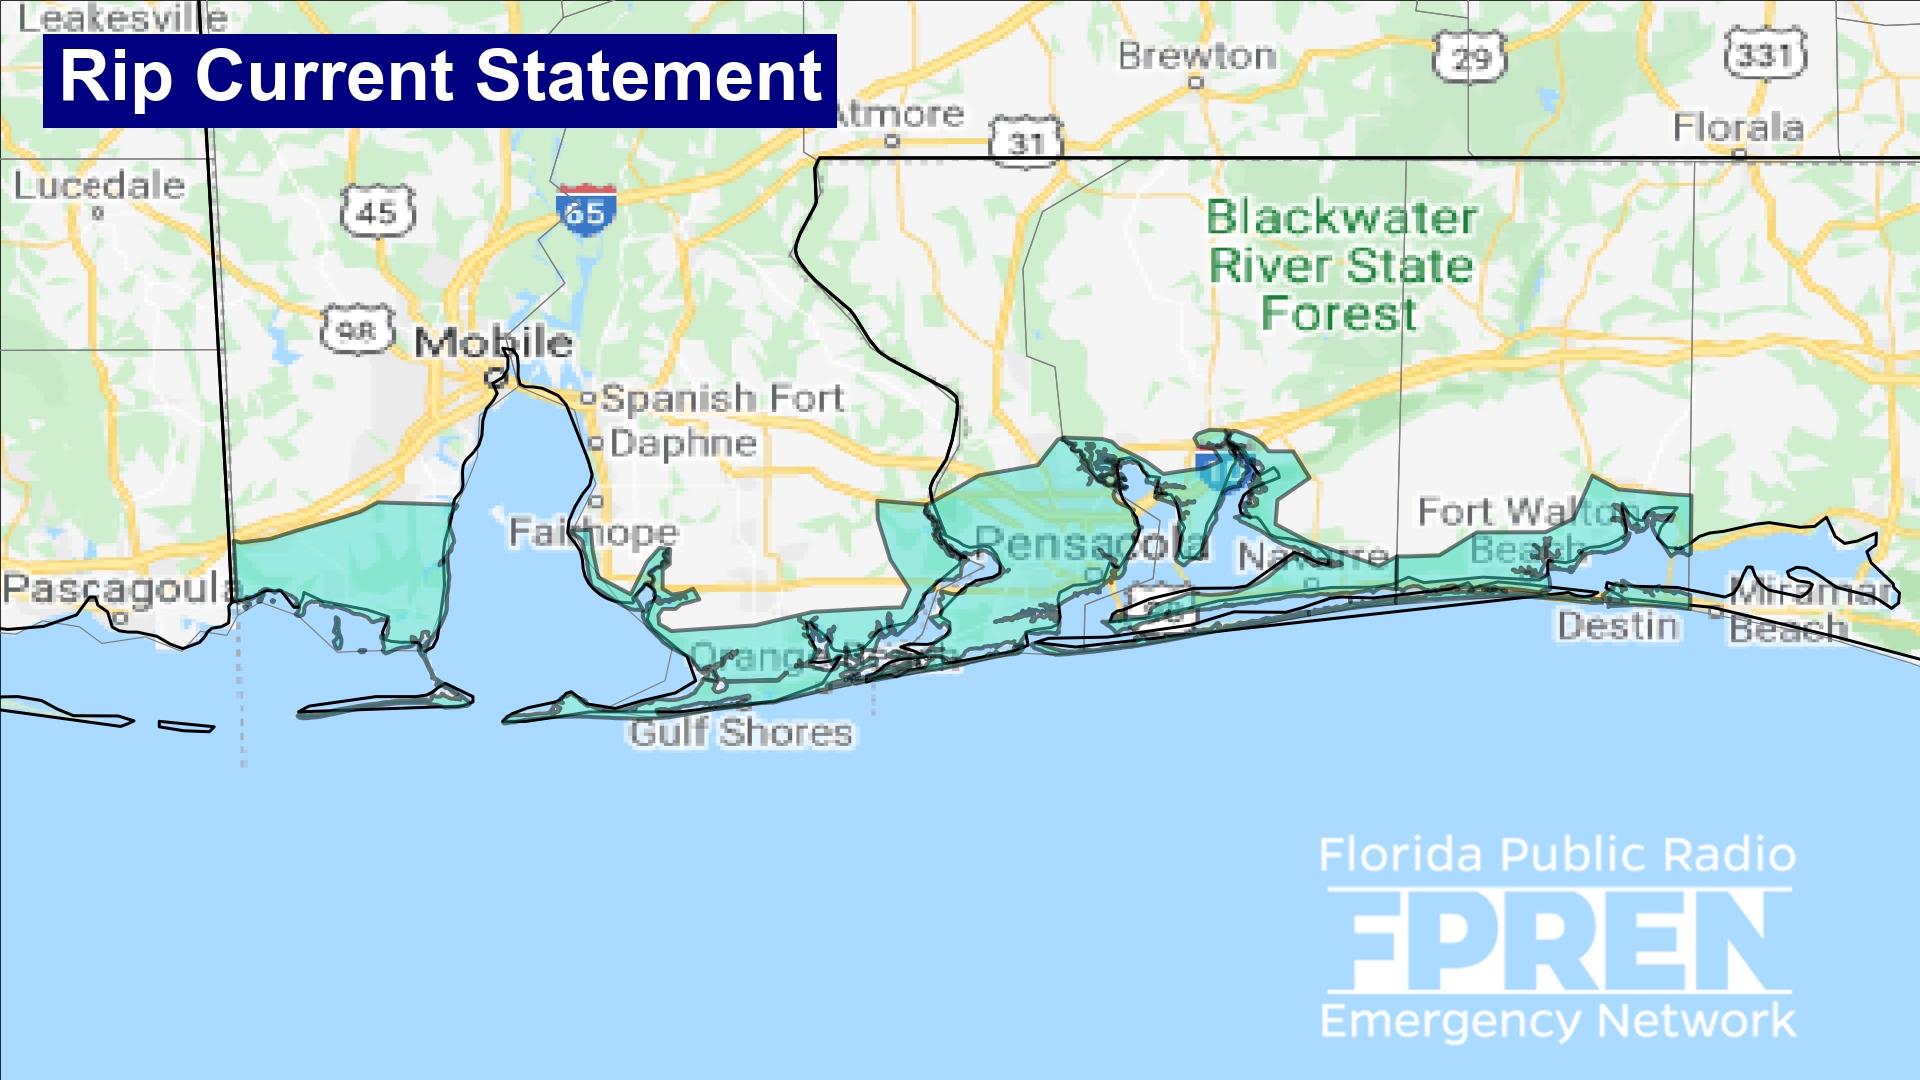 Leakesville
Rip Current Statement
Brewton
29
331
Atmore
31
Florala
Lucedale
45
65
Blackwater
River State
Forest
98
Mobile
Spanish Fort
Daphne
Fairhope
Pensacola
Fort Walton
Beach
Navarre
Pascagoula
Miramar
Beach
Destin
Orange Beach
Gulf Shores
Florida Public Radio
FPREN
Emergency Network